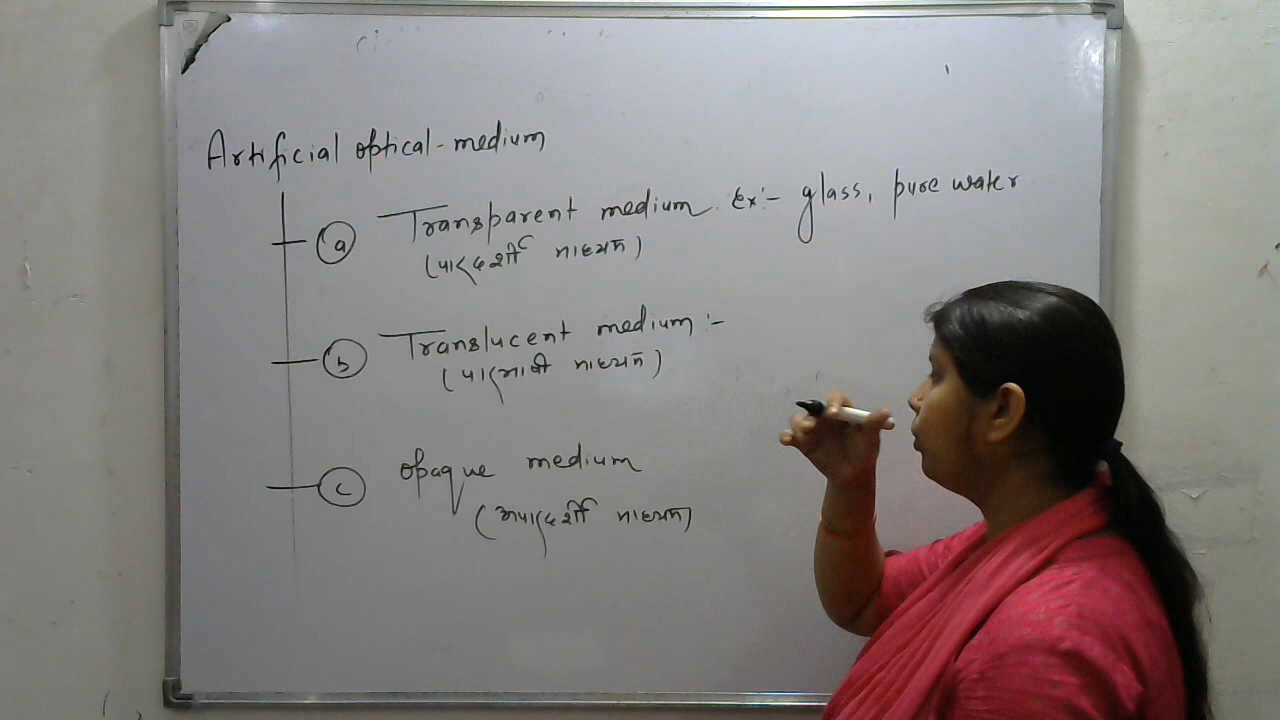 Artificial optical-medium
a Transparent medium. Ex:- glass, pure water
(पारदर्शी माध्यम)
b Translucent medium :-
(पारभाषी माध्यम)
c opaque medium
(अपारदर्शी माध्यम)